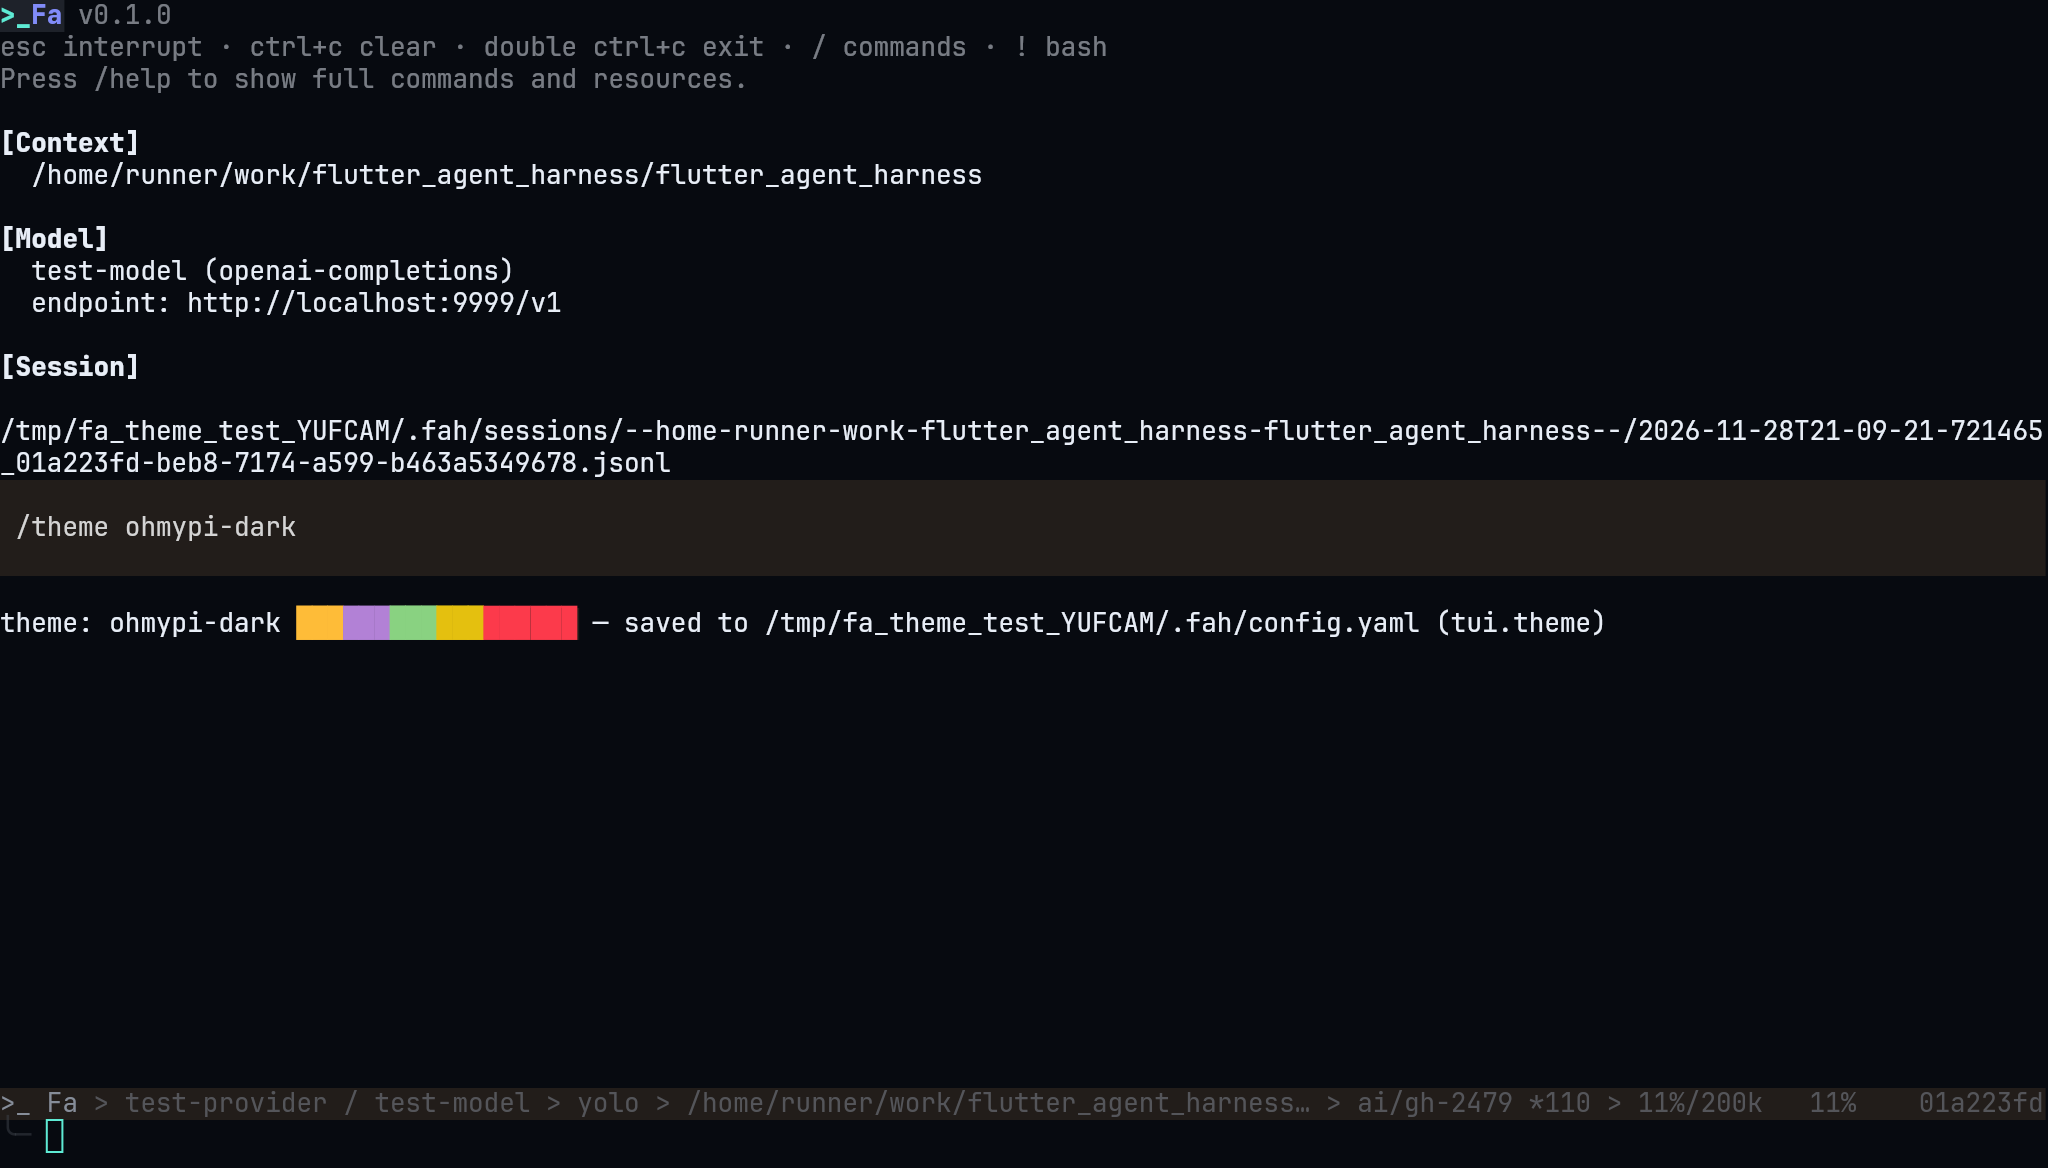 >_Fa v0.1.0
esc interrupt · ctrl+c clear · double ctrl+c exit · / commands · ! bash
Press /help to show full commands and resources.
[Context]
/home/runner/work/flutter_agent_harness/flutter_agent_harness
[Model]
test-model (openai-completions)
endpoint: http://localhost:9999/v1
[Session]
/tmp/fa_theme_test_YUFCAM/.fah/sessions/--home-runner-work-flutter_agent_harness-flutter_agent_harness--/2026-11-28T21-09-21-721465
_01a223fd-beb8-7174-a599-b463a5349678.jsonl
/theme ohmypi-dark
theme: ohmypi-dark — saved to /tmp/fa_theme_test_YUFCAM/.fah/config.yaml (tui.theme)
>_ Fa > test-provider / test-model > yolo > /home/runner/work/flutter_agent_harness… > ai/gh-2479 *110 > 11%/200k 11% 01a223fd